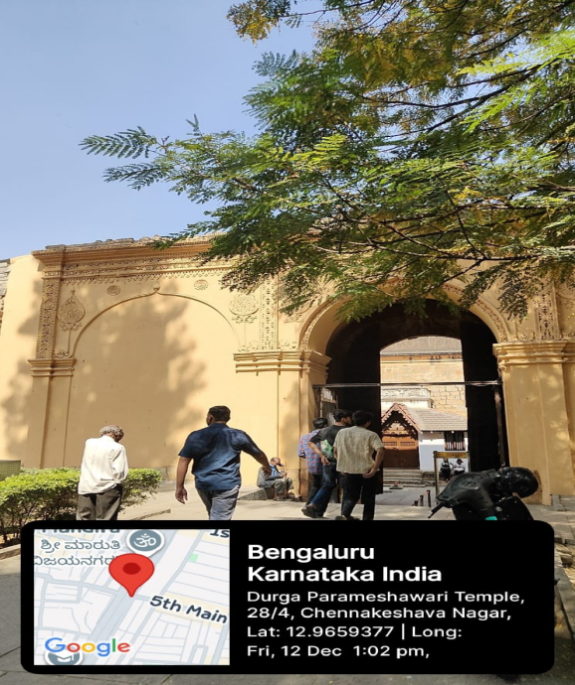 ಶ್ರೀ ಮಾರುತಿ
1s
5th Main
Google
Bengaluru
Karnataka India
Durga Parameshawari Temple,
28/4, Chennakeshava Nagar,
Lat: 12.9659377 | Long:
Fri, 12 Dec 1:02 pm,